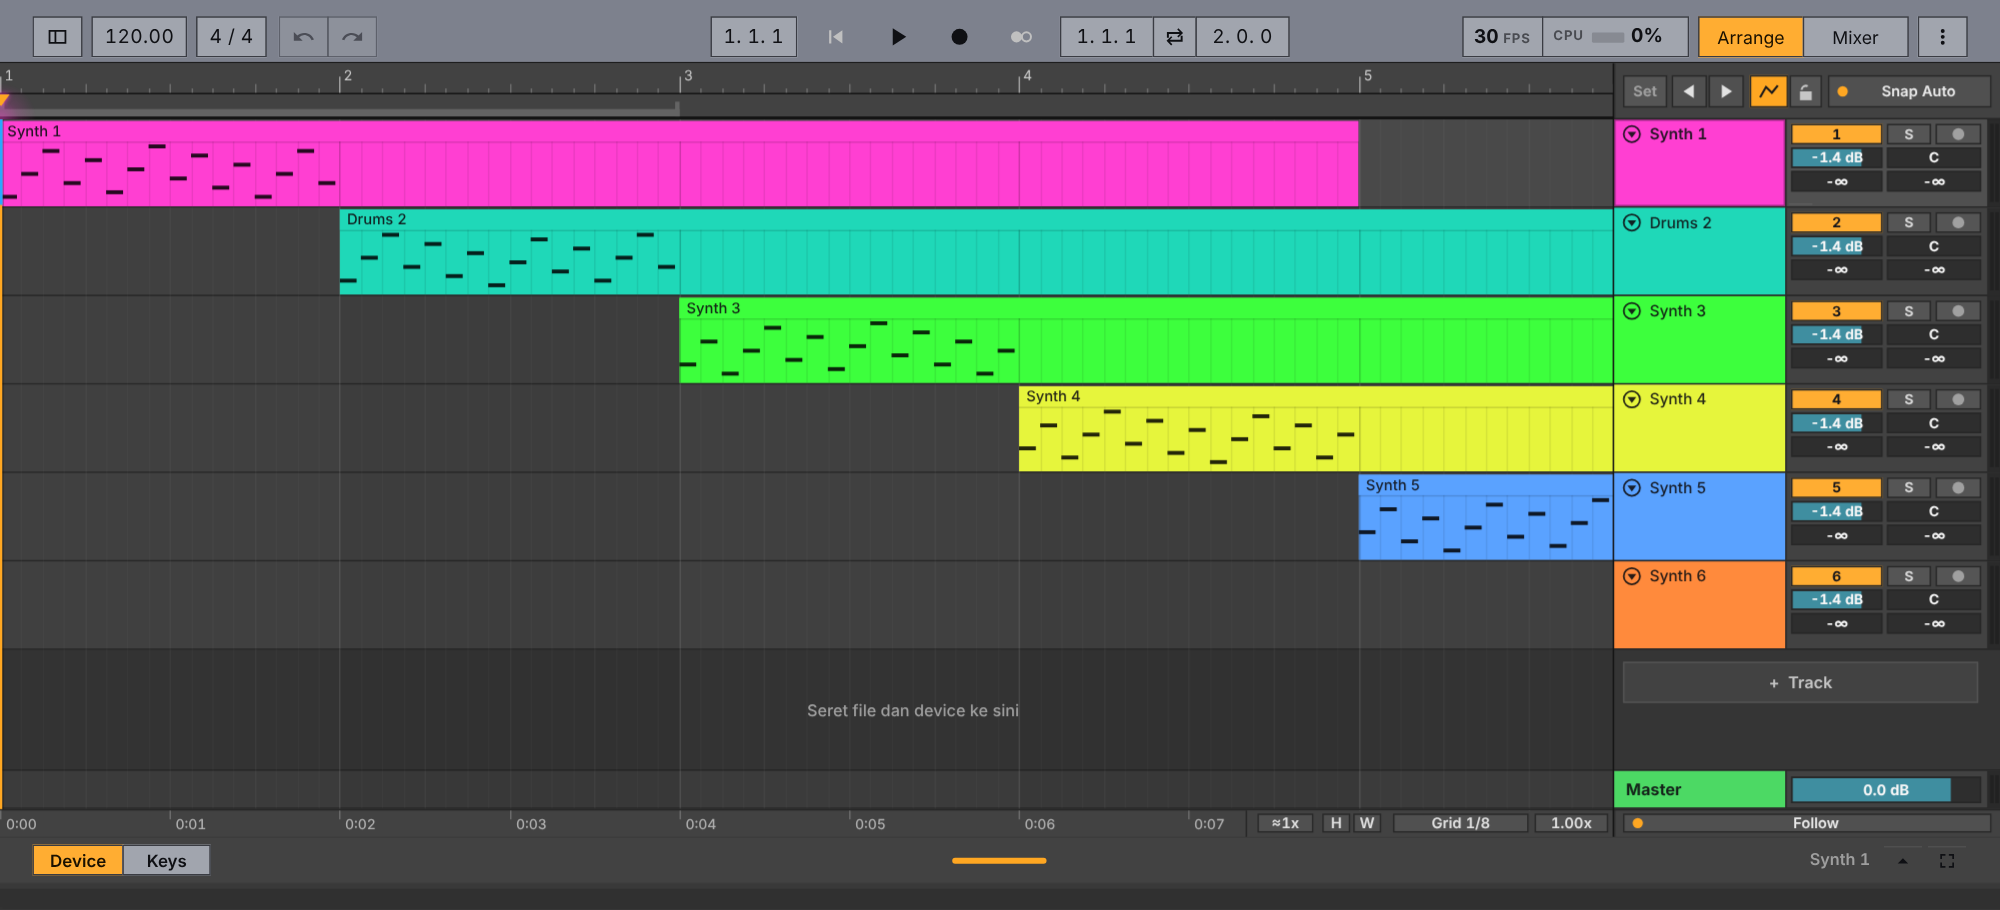 120.00 4 / 4 1. 1. 1 1. 1. 1 2. 0. 0 30 FPS CPU 0% Arrange Mixer
1 2 3 4 5 Set Snap Auto
Synth 1 Synth 1 1 S
-1.4 dB C
-∞ -∞
Drums 2 Drums 2 2 S
-1.4 dB C
-∞ -∞
Synth 3 Synth 3 3 S
-1.4 dB C
-∞ -∞
Synth 4 Synth 4 4 S
-1.4 dB C
-∞ -∞
Synth 5 Synth 5 5 S
-1.4 dB C
-∞ -∞
Synth 6 6 S
-1.4 dB C
-∞ -∞
+ Track
Seret file dan device ke sini
Master 0.0 dB
0:00 0:01 0:02 0:03 0:04 0:05 0:06 0:07 ≈1x H W Grid 1/8 1.00x Follow
Device Keys Synth 1